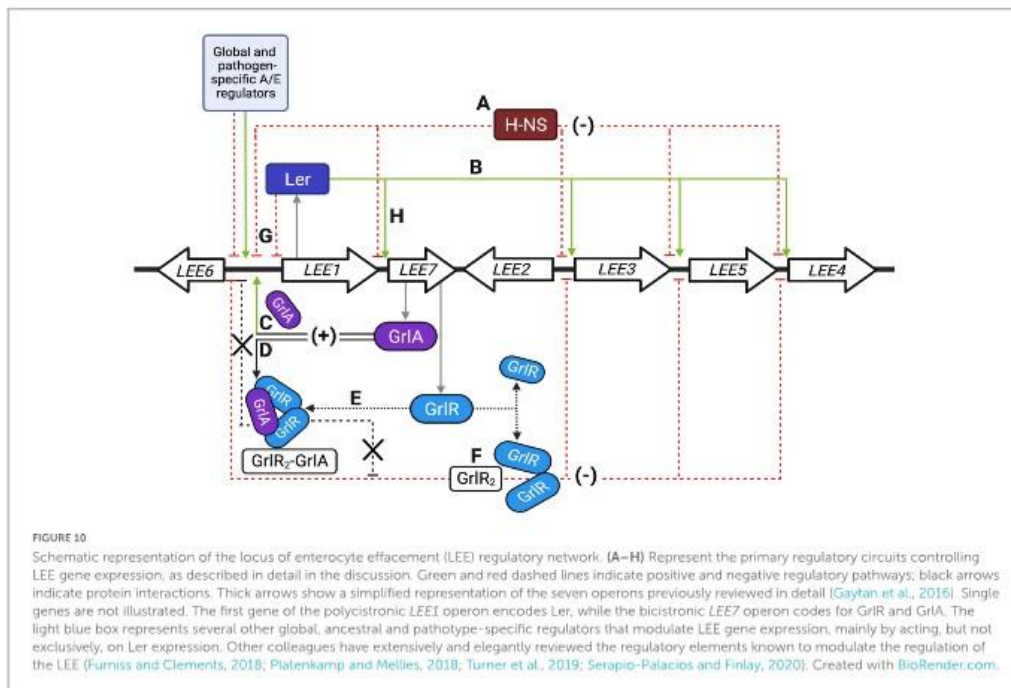 Global and
pathogen-
specific A/E
regulators
A
H-NS
(-)
Ler
B
G
H
LEE6
LEE1
LEE7
LEE2
LEE3
LEE5
LEE4
GrlA
C
(+)
GrlA
D
GrlR
GrlR
E
GrlR
GrlA
GrlR
F
GrlR
GrlR₂-GrlA
GrlR₂
(-)
GrlR
FIGURE 10
Schematic representation of the locus of enterocyte effacement (LEE) regulatory network. (A–H) Represent the primary regulatory circuits controlling
LEE gene expression, as described in detail in the discussion. Green and red dashed lines indicate positive and negative regulatory pathways; black arrows
indicate protein interactions. Thick arrows show a simplified representation of the seven operons previously reviewed in detail (Gaytan et al., 2016). Single
genes are not illustrated. The first gene of the polycistronic LEE1 operon encodes Ler, while the bicistronic LEE7 operon codes for GrlR and GrlA. The
light blue box represents several other global, ancestral and pathotype-specific regulators that modulate LEE gene expression, mainly by acting, but not
exclusively, on Ler expression. Other colleagues have extensively and elegantly reviewed the regulatory elements known to modulate the regulation of
the LEE (Furniss and Clements, 2018; Platenkamp and Mellies, 2018; Turner et al., 2019; Serapio-Palacios and Finlay, 2020). Created with BioRender.com.